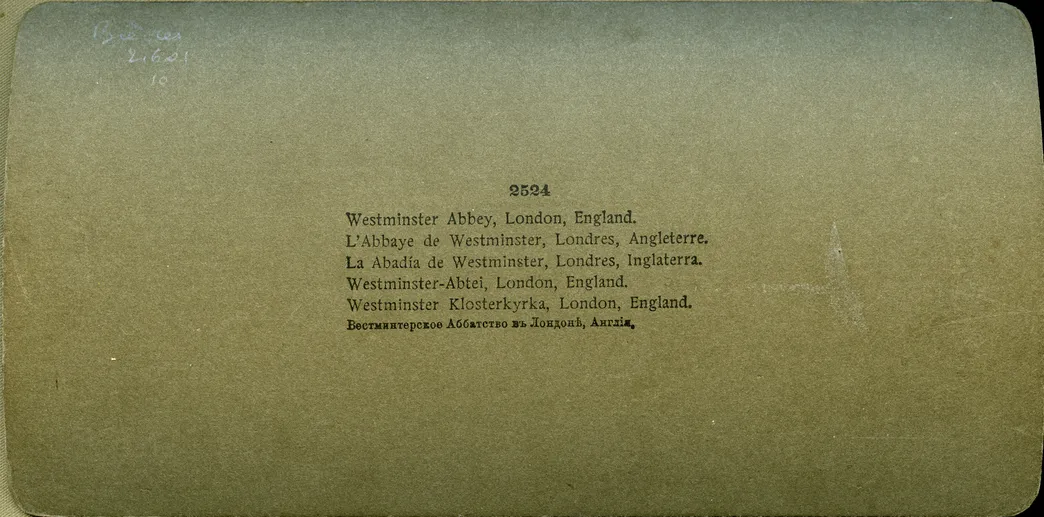 10
2524
Westminster Abbey, London, England.
L'Abbaye de Westminster, Londres, Angleterre.
La Abadía de Westminster, Londres, Inglaterra.
Westminster-Abtei, London, England.
Westminster Klosterkyrka, London, England.
Вестминтерское Аббатство въ Лондонѣ, Англія.